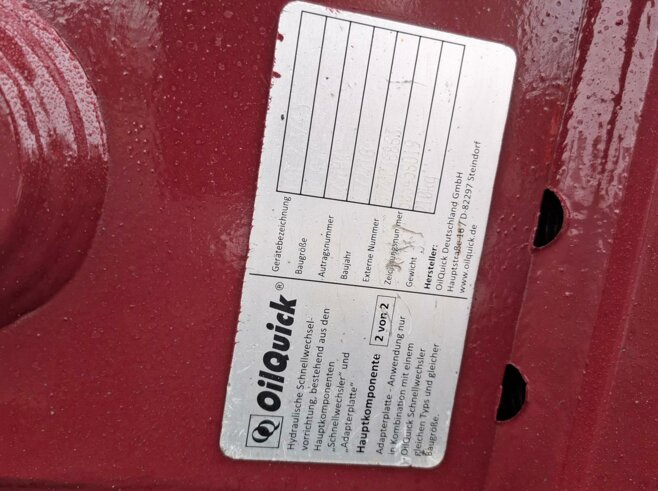 OilQuick ®
Hydraulische Schnellwechsel-
vorrichtung, bestehend aus den
Hauptkomponenten
„Schnellwechsler" und
„Adapterplatte"
Hauptkomponente 2 von 2
Adapterplatte - Anwendung nur
in Kombination mit einem
OilQuick Schnellwechsler
gleichen Typs und gleicher
Baugröße.
Gerätebezeichnung
Baugröße
Autragsnummer
Baujahr
Externe Nummer
Zeichnungsnummer
Gewicht
Hersteller:
OilQuick Deutschland GmbH
Hauptstraße D-82297 Steindorf
www.oilquick.de